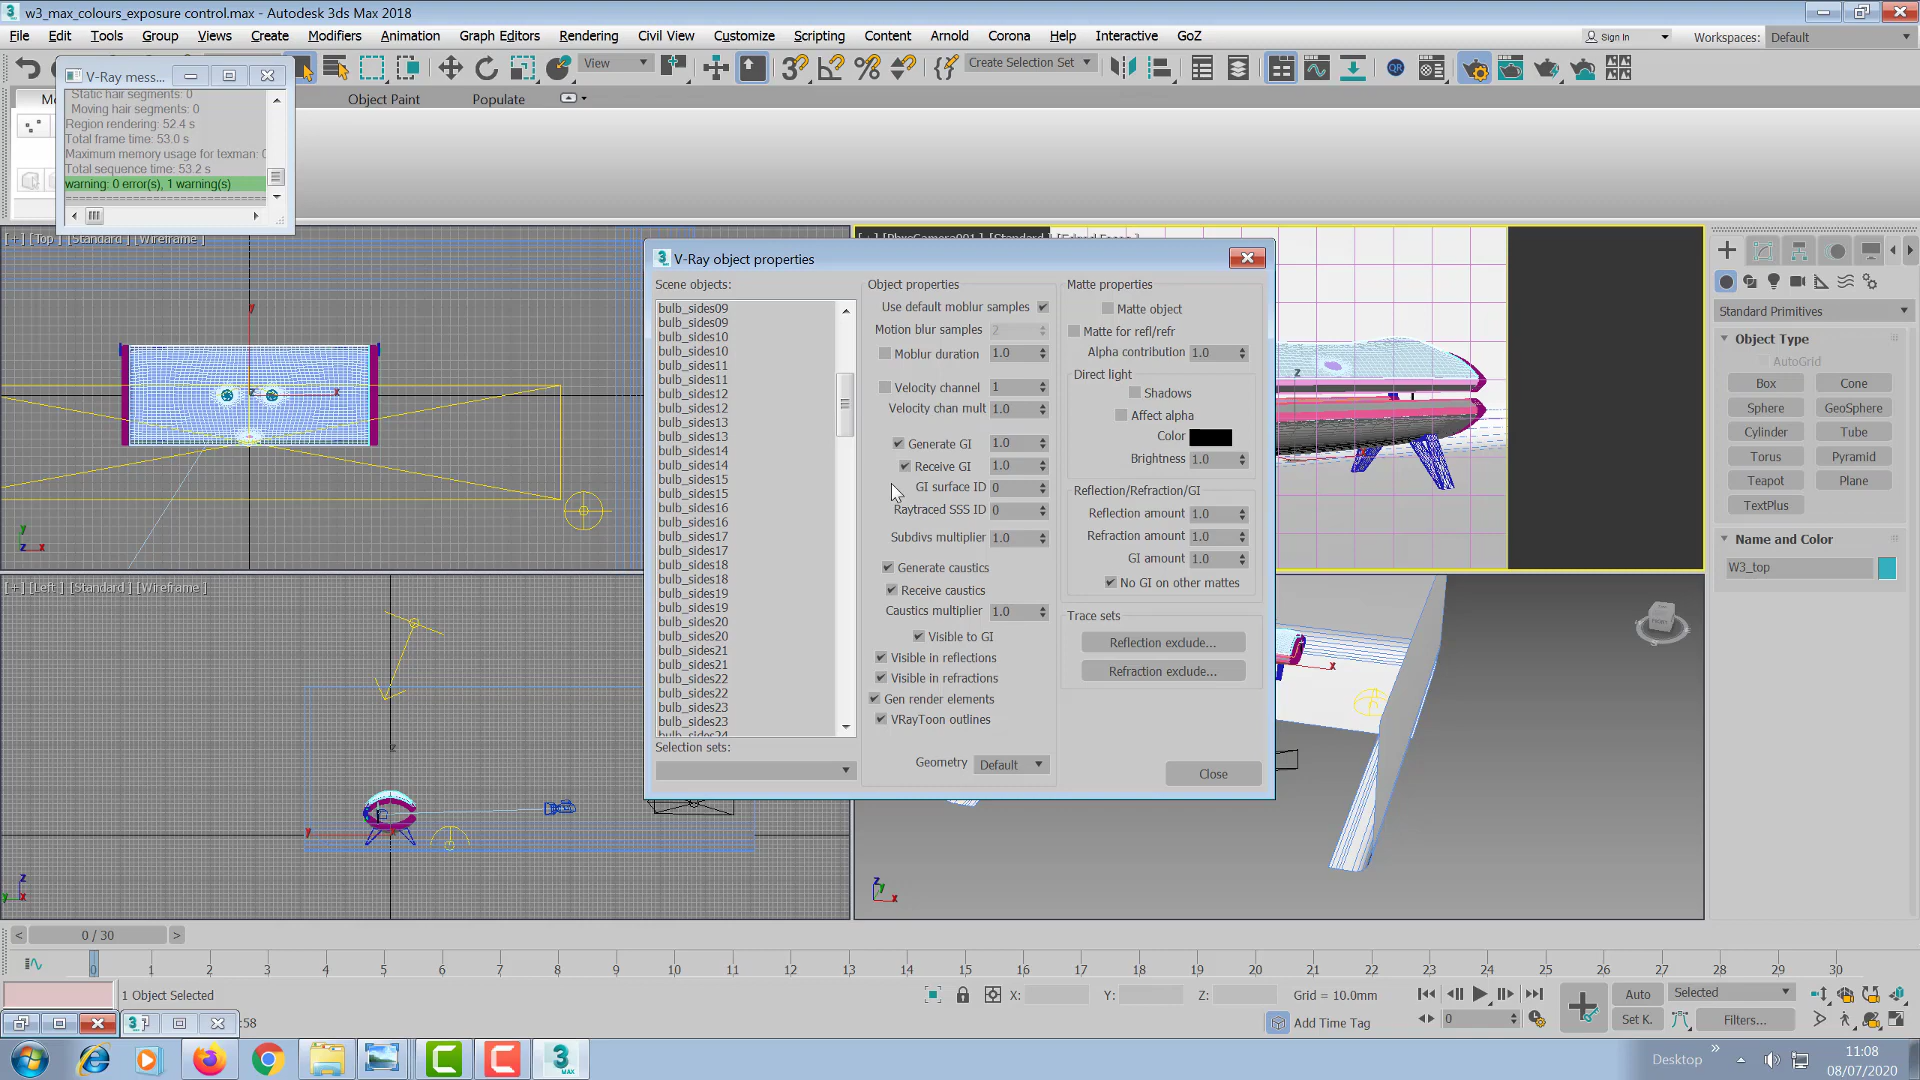 w3_max_colours_exposure control.max - Autodesk 3ds Max 2018
File Edit Tools Group Views Create Modifiers Animation Graph Editors Rendering Civil View Customize Scripting Content Arnold Corona Help Interactive GoZ
Sign In
Workspaces: Default
View
Create Selection Set
V-Ray mess...
Static hair segments: 0
Moving hair segments: 0
Region rendering: 52.4 s
Total frame time: 53.0 s
Maximum memory usage for texman: 0
Total sequence time: 53.2 s
warning: 0 error(s), 1 warning(s)
Object Paint
Populate
[+] [Top] [Standard] [Wireframe]
[+] [PhysCamera001] [Standard] [Edged Faces]
[+] [Left] [Standard] [Wireframe]
V-Ray object properties
Scene objects:
bulb_sides09
bulb_sides09
bulb_sides10
bulb_sides10
bulb_sides11
bulb_sides11
bulb_sides12
bulb_sides12
bulb_sides13
bulb_sides13
bulb_sides14
bulb_sides14
bulb_sides15
bulb_sides15
bulb_sides16
bulb_sides16
bulb_sides17
bulb_sides17
bulb_sides18
bulb_sides18
bulb_sides19
bulb_sides19
bulb_sides20
bulb_sides20
bulb_sides21
bulb_sides21
bulb_sides22
bulb_sides22
bulb_sides23
bulb_sides23
bulb_sides24
Selection sets:
Object properties
Use default moblur samples
Motion blur samples 2
Moblur duration 1.0
Velocity channel 1
Velocity chan mult 1.0
Generate GI 1.0
Receive GI 1.0
GI surface ID 0
Raytraced SSS ID 0
Subdivs multiplier 1.0
Generate caustics
Receive caustics
Caustics multiplier 1.0
Visible to GI
Visible in reflections
Visible in refractions
Gen render elements
VRayToon outlines
Geometry Default
Matte properties
Matte object
Matte for refl/refr
Alpha contribution 1.0
Direct light
Shadows
Affect alpha
Color
Brightness 1.0
Reflection/Refraction/GI
Reflection amount 1.0
Refraction amount 1.0
GI amount 1.0
No GI on other mattes
Trace sets
Reflection exclude...
Refraction exclude...
Close
Standard Primitives
Object Type
AutoGrid
Box Cone
Sphere GeoSphere
Cylinder Tube
Torus Pyramid
Teapot Plane
TextPlus
Name and Color
W3_top
0 / 30
0 1 2 3 4 5 6 7 8 9 10 11 12 13 14 15 16 17 18 19 20 21 22 23 24 25 26 27 28 29 30
1 Object Selected
X: Y: Z: Grid = 10.0mm
Add Time Tag
0
Auto Selected
Set K. Filters...
:58
Desktop
11:08
08/07/2020